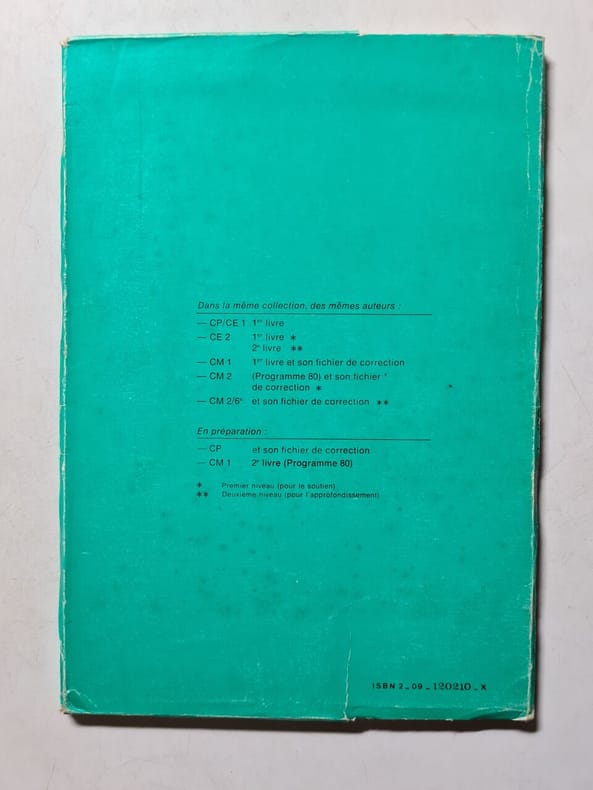 Dans la même collection, des mêmes auteurs :
— CP/CE 1 1er livre
— CE 2 1er livre *
2e livre **
— CM 1 1er livre et son fichier de correction
— CM 2 (Programme 80) et son fichier
de correction *
— CM 2/6e et son fichier de correction **
En préparation :
— CP et son fichier de correction
— CM 1 2e livre (Programme 80)
* Premier niveau (pour le soutien)
** Deuxième niveau (pour l'approfondissement)
ISBN 2_09_120210_X